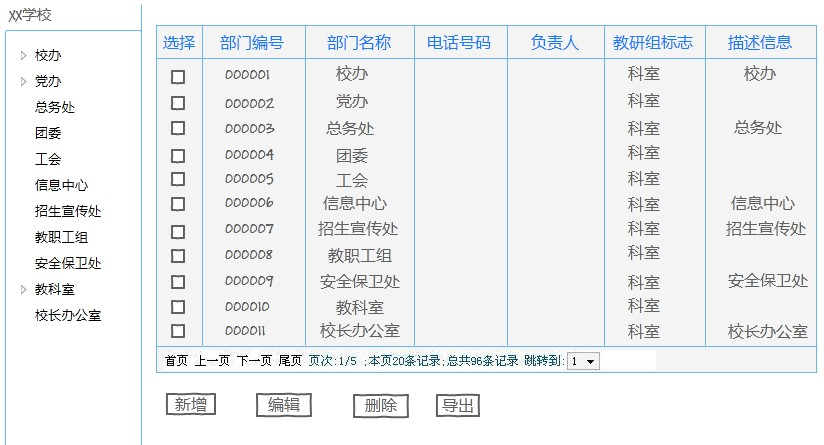 XX学校
校办
党办
总务处
团委
工会
信息中心
招生宣传处
教职工组
安全保卫处
教科室
校长办公室
选择 部门编号 部门名称 电话号码 负责人 教研组标志 描述信息
000001 校办 科室 校办
000002 党办 科室
000003 总务处 科室 总务处
000004 团委 科室
000005 工会 科室
000006 信息中心 科室 信息中心
000007 招生宣传处 科室 招生宣传处
000008 教职工组 科室
000009 安全保卫处 科室 安全保卫处
000010 教科室 科室
000011 校长办公室 科室 校长办公室
首页 上一页 下一页 尾页 页次:1/5 ;本页20条记录;总共96条记录 跳转到: 1
新增 编辑 删除 导出